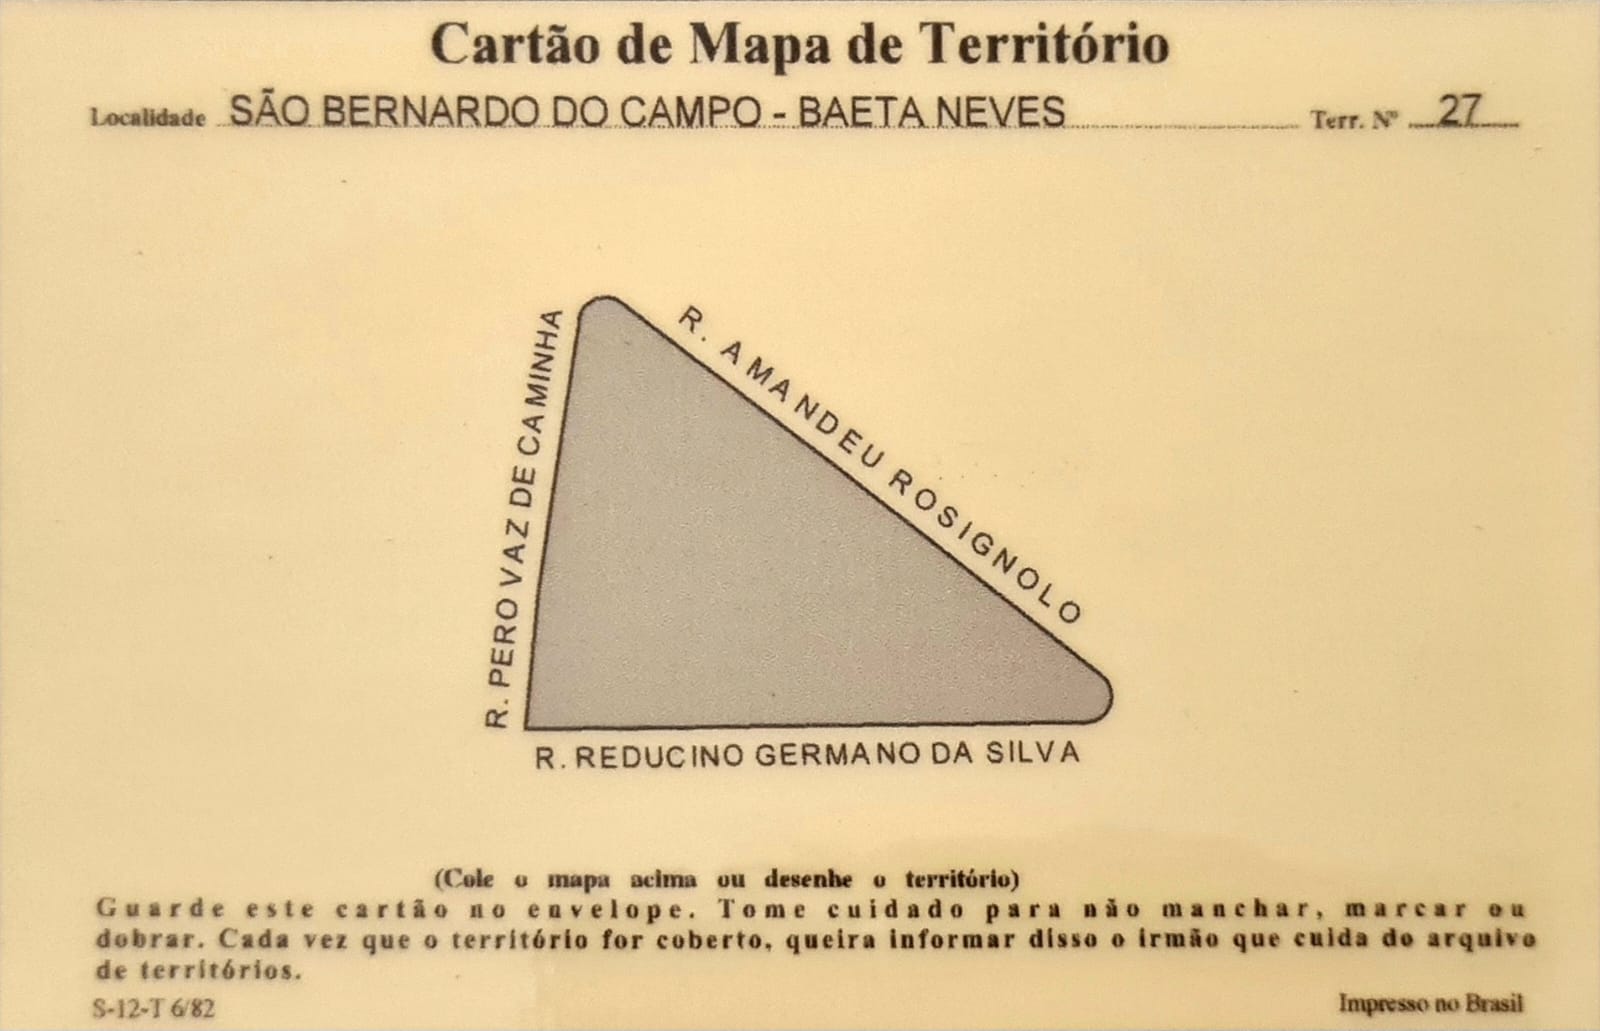 Cartão de Mapa de Território
Localidade SÃO BERNARDO DO CAMPO - BAETA NEVES Terr. Nº 27
R. PERO VAZ DE CAMINHA
R. AMANDEU ROSIGNOLO
R. REDUCINO GERMANO DA SILVA
(Cole o mapa acima ou desenhe o território)
Guarde este cartão no envelope. Tome cuidado para não manchar, marcar ou
dobrar. Cada vez que o território for coberto, queira informar disso o irmão que cuida do arquivo
de territórios.
S-12-T 6/82 Impresso no Brasil